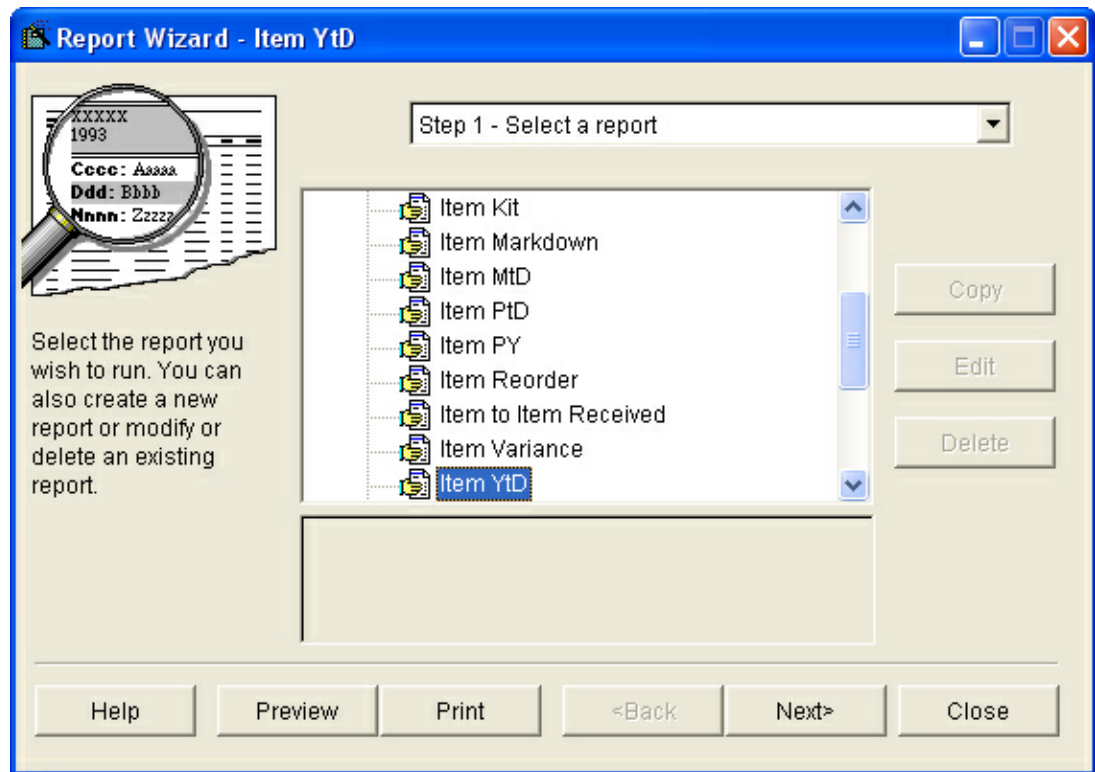 Report Wizard - Item YtD
XXXXX
1993
Cccc: Aaaaa
Ddd: Bbbb
Nnnn: Zzzzz
Step 1 - Select a report
Item Kit
Item Markdown
Item MtD
Item PtD
Item PY
Item Reorder
Item to Item Received
Item Variance
Item YtD
Copy
Edit
Delete
Select the report you
wish to run. You can
also create a new
report or modify or
delete an existing
report.
Help
Preview
Print
<Back
Next>
Close